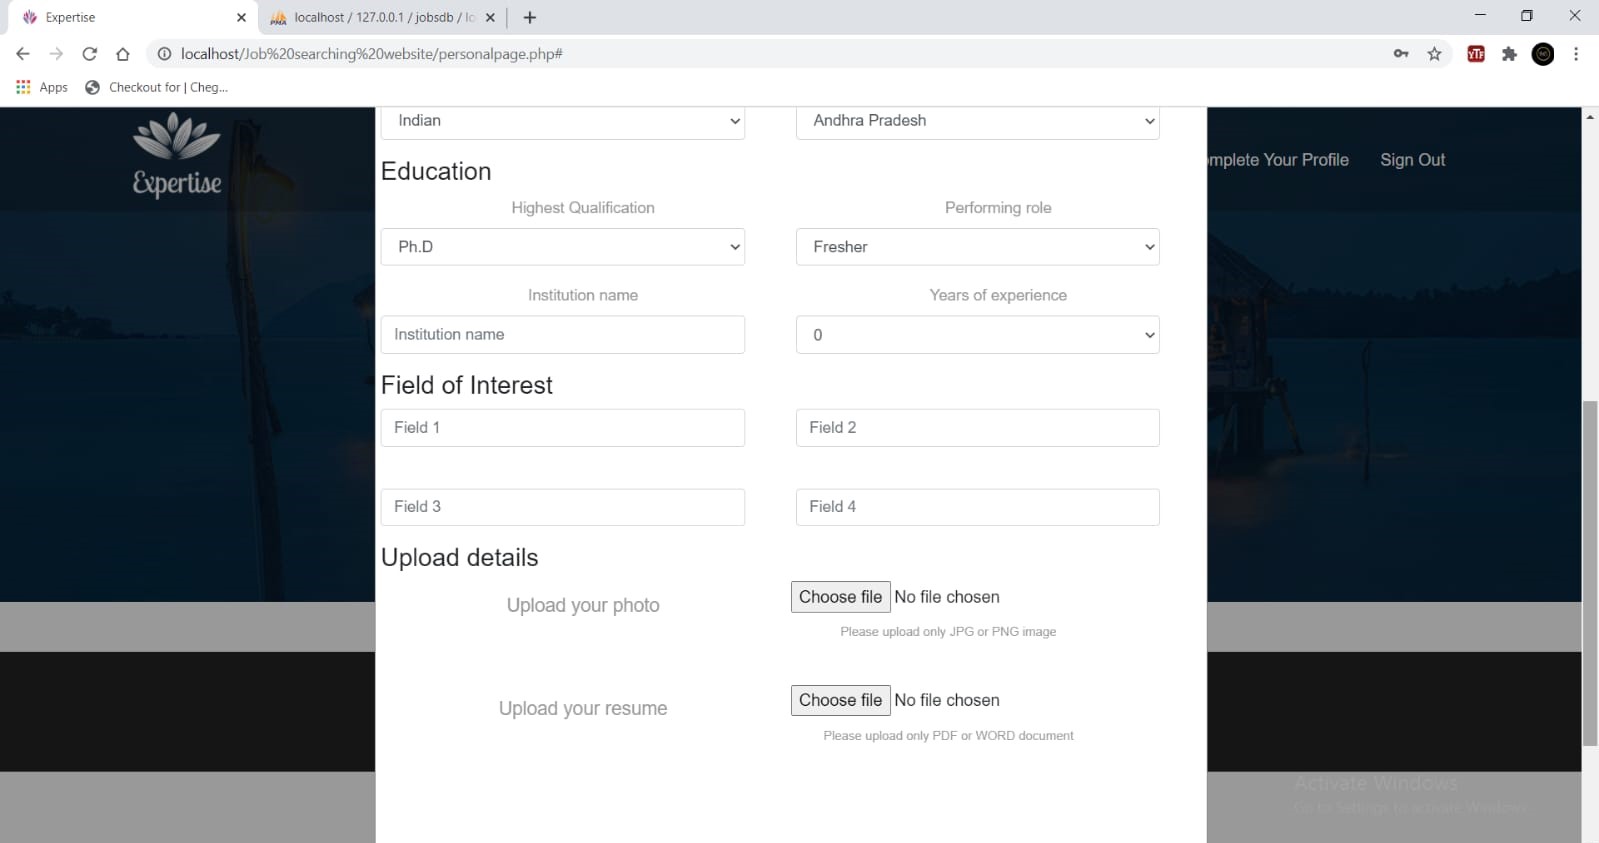 Expertise
localhost / 127.0.0.1 / jobsdb / lo
localhost/Job%20searching%20website/personalpage.php#
YTF
Apps
Checkout for | Cheg...
Indian
Andhra Pradesh
Expertise
omplete Your Profile
Sign Out
Education
Highest Qualification
Performing role
Ph.D
Fresher
Institution name
Years of experience
Institution name
0
Field of Interest
Field 1
Field 2
Field 3
Field 4
Upload details
Upload your photo
Choose file No file chosen
Please upload only JPG or PNG image
Upload your resume
Choose file No file chosen
Please upload only PDF or WORD document
Activate Windows
Go to Settings to activate Windows.